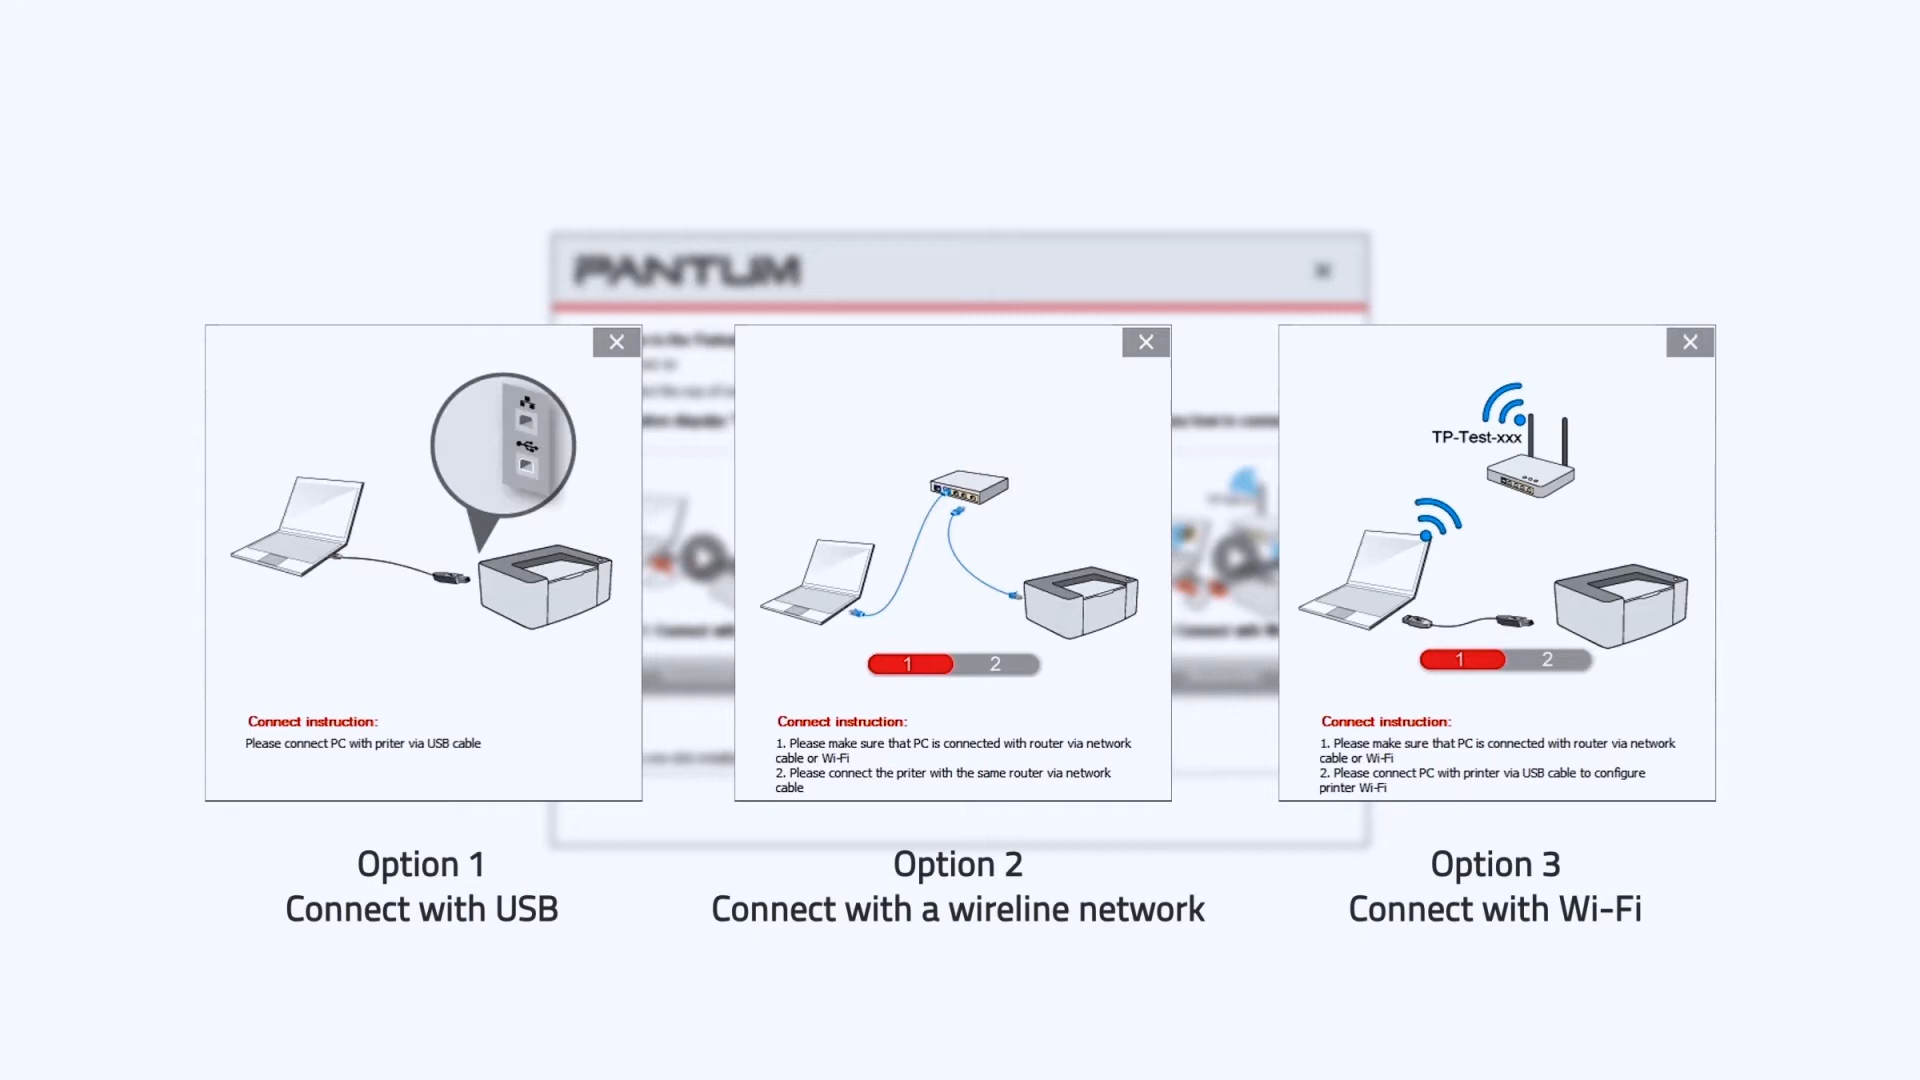 PANTUM
TP-Test-xxx
1 2
1 2
Connect instruction:
Please connect PC with priter via USB cable
Connect instruction:
1. Please make sure that PC is connected with router via network
cable or Wi-Fi
2. Please connect the priter with the same router via network
cable
Connect instruction:
1. Please make sure that PC is connected with router via network
cable or Wi-Fi
2. Please connect PC with printer via USB cable to configure
printer Wi-Fi
Option 1
Connect with USB
Option 2
Connect with a wireline network
Option 3
Connect with Wi-Fi